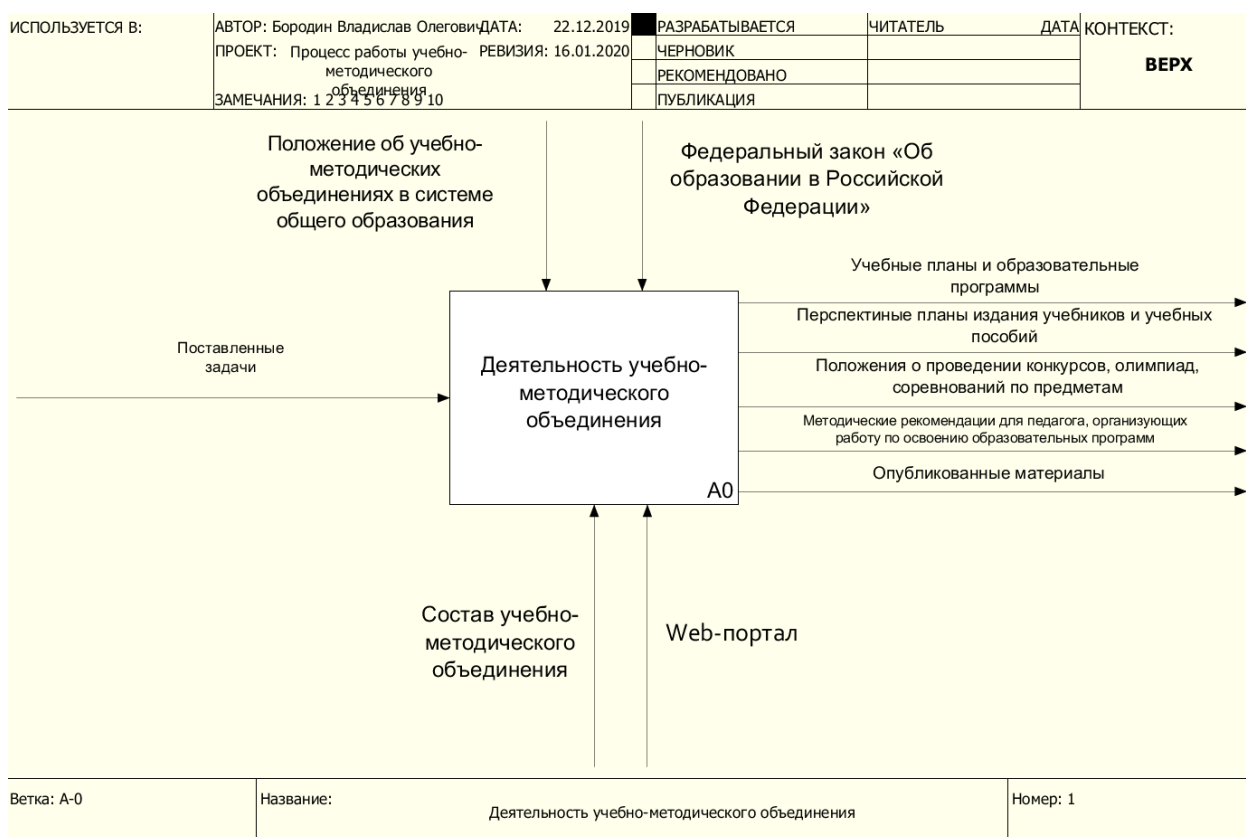 ИСПОЛЬЗУЕТСЯ В:
АВТОР: Бородин Владислав Олегович
ДАТА: 22.12.2019
ПРОЕКТ: Процесс работы учебно-
методического
объединения
РЕВИЗИЯ: 16.01.2020
ЗАМЕЧАНИЯ: 1 2 3 4 5 6 7 8 9 10
РАЗРАБАТЫВАЕТСЯ
ЧЕРНОВИК
РЕКОМЕНДОВАНО
ПУБЛИКАЦИЯ
ЧИТАТЕЛЬ
ДАТА
КОНТЕКСТ:
ВЕРХ
Положение об учебно-
методических
объединениях в системе
общего образования
Федеральный закон «Об
образовании в Российской
Федерации»
Поставленные
задачи
Деятельность учебно-
методического
объединения
A0
Учебные планы и образовательные
программы
Перспектиные планы издания учебников и учебных
пособий
Положения о проведении конкурсов, олимпиад,
соревнований по предметам
Методические рекомендации для педагога, организующих
работу по освоению образовательных программ
Опубликованные материалы
Состав учебно-
методического
объединения
Web-портал
Ветка: A-0
Название:
Деятельность учебно-методического объединения
Номер: 1